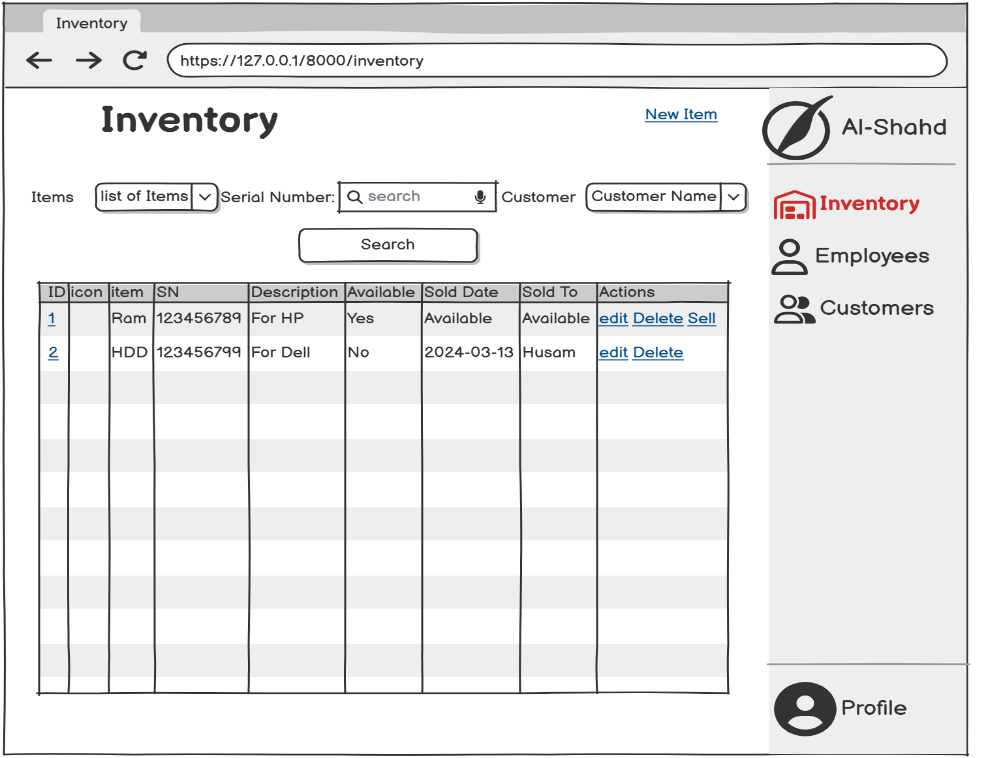 Inventory
https://127.0.0.1/8000/inventory
Inventory
New Item
Al-Shahd
Items list of Items Serial Number: search Customer Customer Name
Search
Inventory
Employees
Customers
ID icon item SN Description Available Sold Date Sold To Actions
1 Ram 123456789 For HP Yes Available Available edit Delete Sell
2 HDD 123456799 For Dell No 2024-03-13 Husam edit Delete
Profile